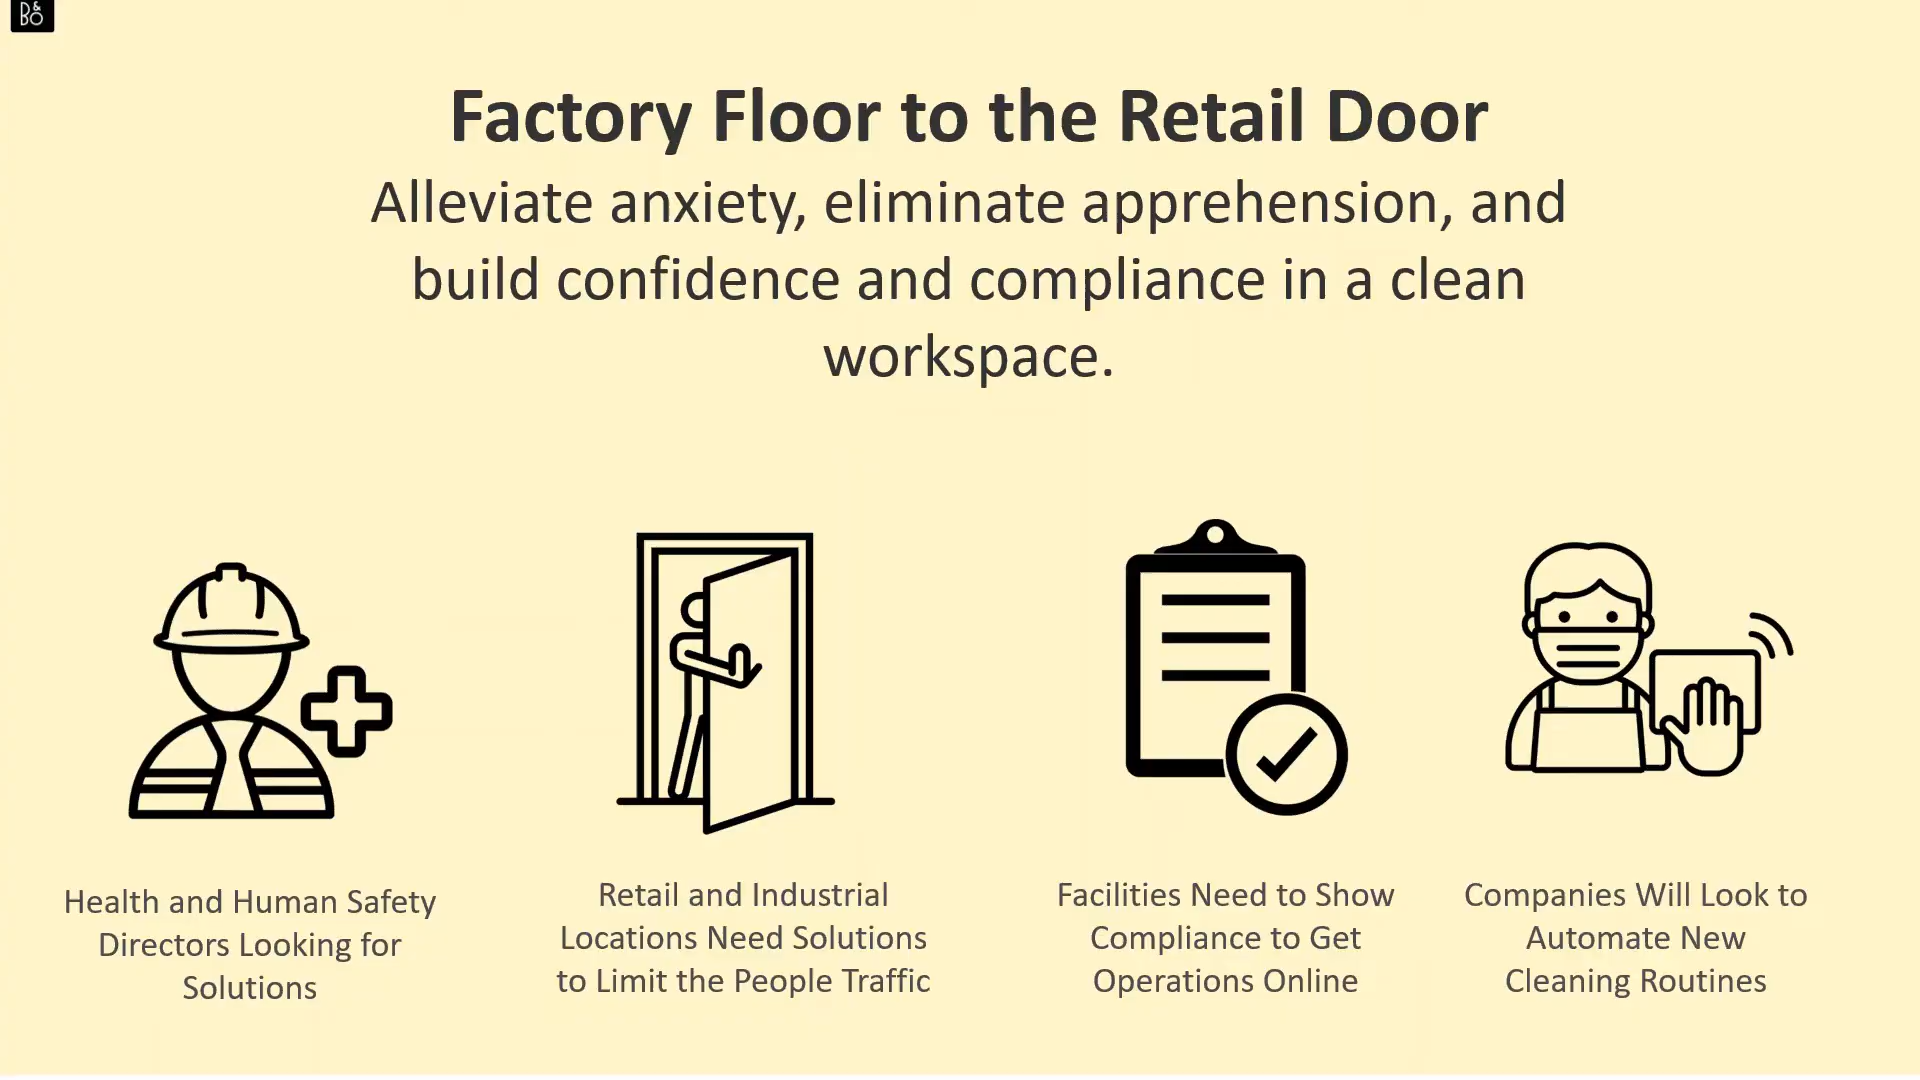 B&O
Factory Floor to the Retail Door
Alleviate anxiety, eliminate apprehension, and
build confidence and compliance in a clean
workspace.
Health and Human Safety
Directors Looking for
Solutions
Retail and Industrial
Locations Need Solutions
to Limit the People Traffic
Facilities Need to Show
Compliance to Get
Operations Online
Companies Will Look to
Automate New
Cleaning Routines